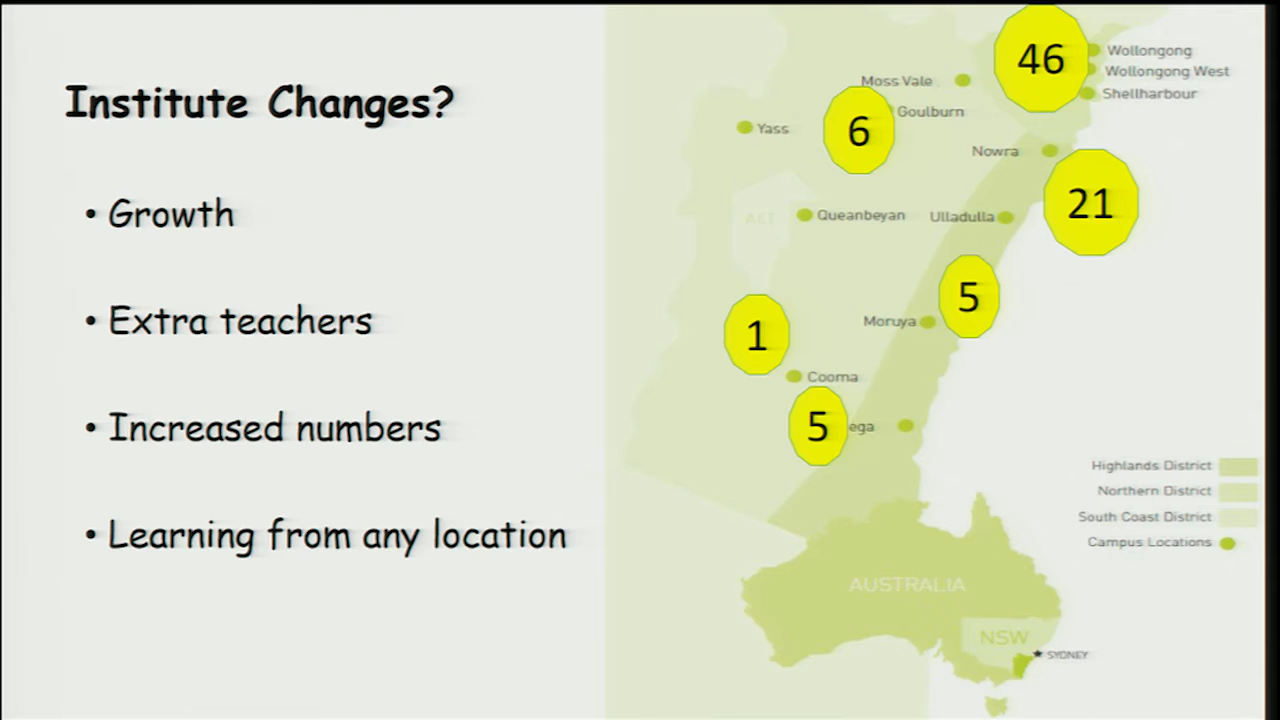 Institute Changes?
• Growth
• Extra teachers
• Increased numbers
• Learning from any location
46
Wollongong
Wollongong West
Shellharbour
Moss Vale
Goulburn
6
Yass
Nowra
21
ACT
Queanbeyan
Ulladulla
5
Moruya
1
Cooma
5
ega
Highlands District
Northern District
South Coast District
Campus Locations
AUSTRALIA
NSW
SYDNEY